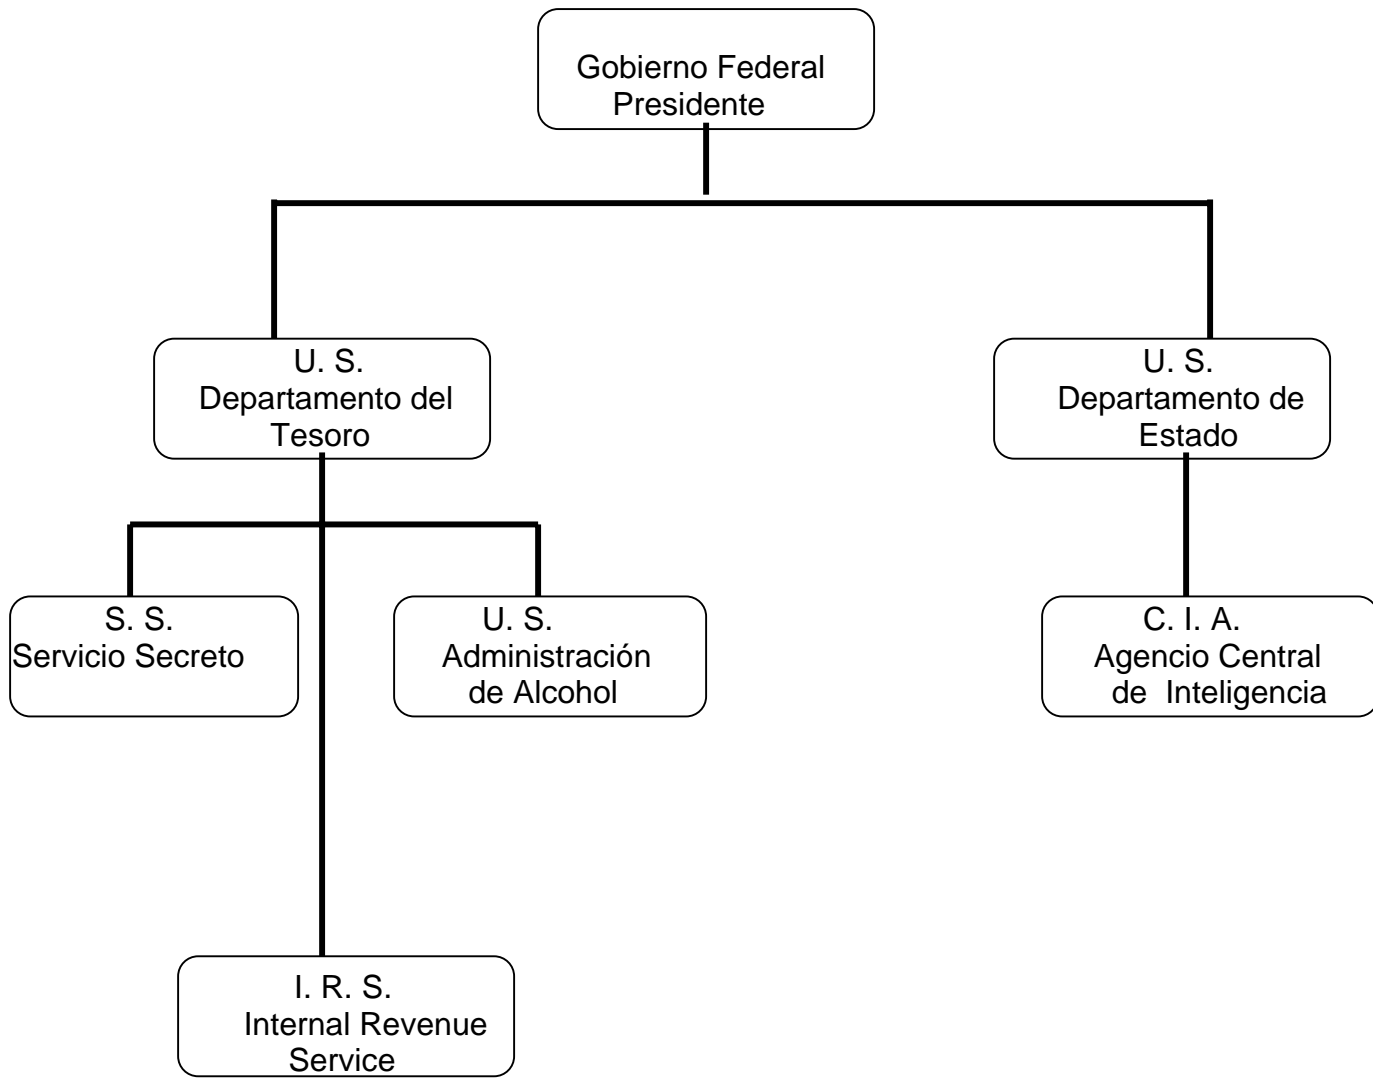 Gobierno Federal
Presidente
U. S.
Departamento del
Tesoro
U. S.
Departamento de
Estado
S. S.
Servicio Secreto
U. S.
Administración
de Alcohol
C. I. A.
Agencio Central
de Inteligencia
I. R. S.
Internal Revenue
Service